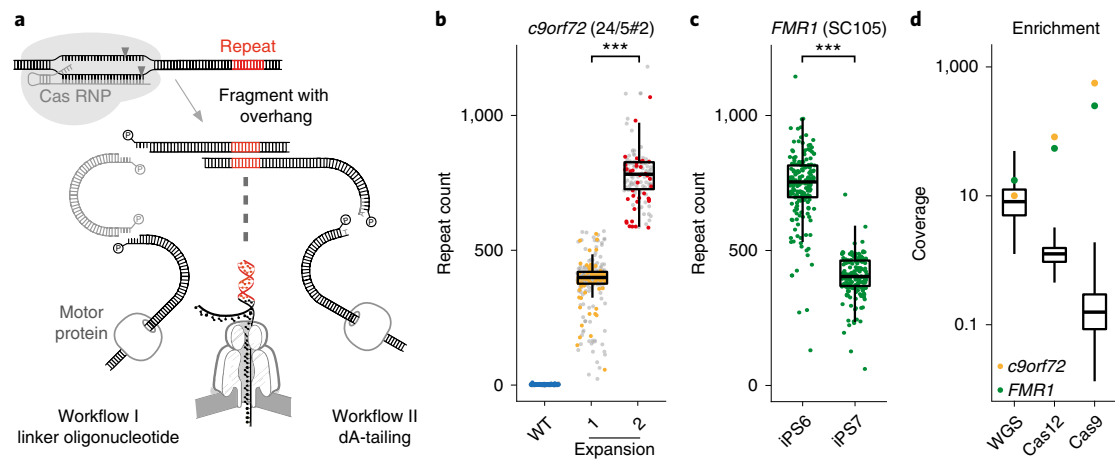 a
Repeat
Cas RNP
Fragment with
overhang
P
P
P
P
P
P
Motor
protein
Workflow I
linker oligonucleotide
Workflow II
dA-tailing
b
c9orf72 (24/5#2)
***
Repeat count
1,000
500
0
WT
1
2
Expansion
c
FMR1 (SC105)
***
Repeat count
1,000
500
0
iPS6
iPS7
d
Enrichment
Coverage
1,000
10
0.1
c9orf72
FMR1
WGS
Cas12
Cas9